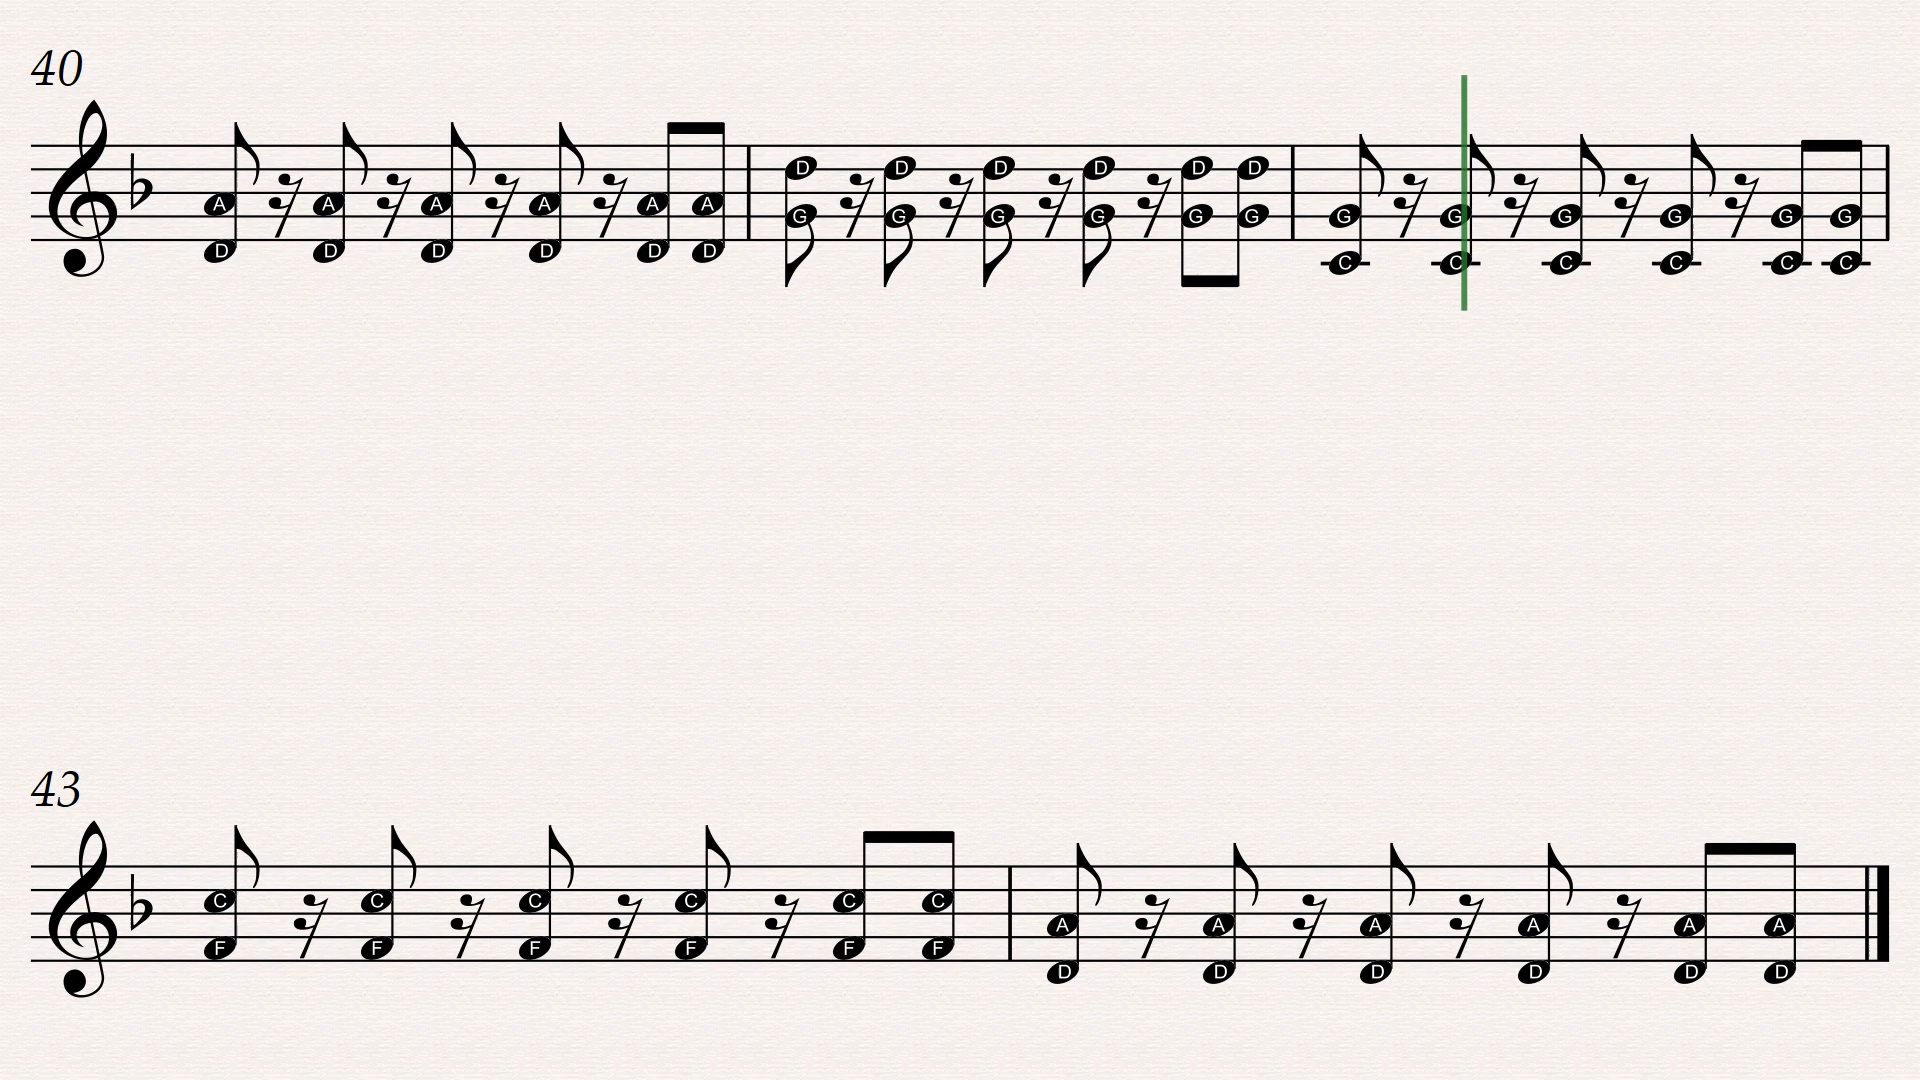 40
D D D D D D
A A A A A A G G G G G G G G G G G G
D D D D D D C C C C C C
43
C C C C C C A A A A A A
F F F F F F D D D D D D